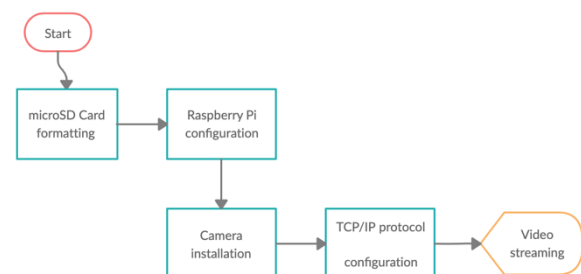 Start
microSD Card
formatting
Raspberry Pi
configuration
Camera
installation
TCP/IP protocol
configuration
Video
streaming